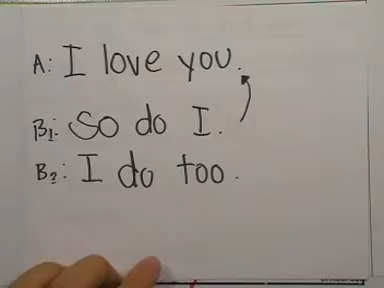 A: I love you.
B1: So do I.
B2: I do too.